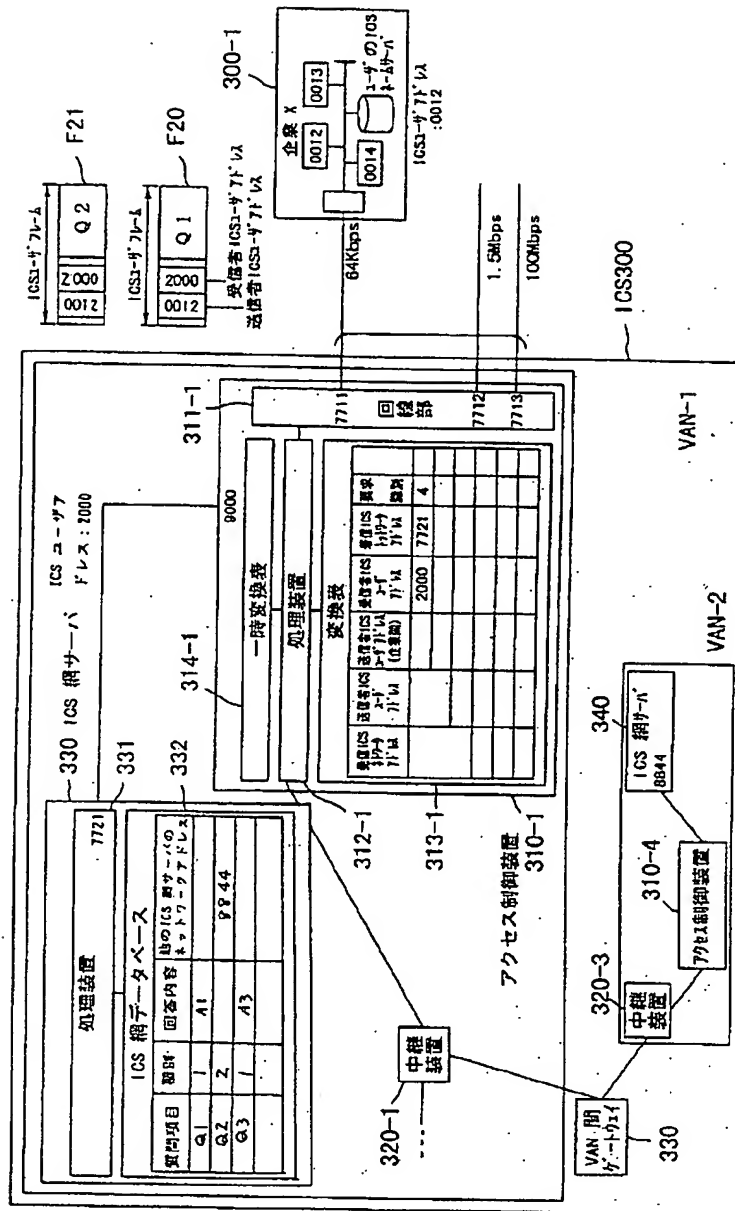 330 ICS 網サーバ
ICS ユーザア
ドレス:2000
331
処理装置
7721
332
ICS 網データベース
質問項目 種別 回答内容 他のICS 網サーバの ネットワークアドレス
Q1 1 A1
Q2 2 8844
Q3 1 A3
ICSユーザフレーム
2100 2000 Q2
F21
ICSユーザフレーム
2100 2000 Q1
F20
受信者ICSユーザアドレス
送信者ICSユーザアドレス
314-1
9000
311-1
一時変換表
処理装置
変換表
受信ICS ネットワーク アドレス
送信者ICS ユーザ アドレス
送信者ICS ユーザアドレス (企業間)
受信者ICS ユーザ アドレス
着信ICS ネットワーク アドレス
要求 識別
2000 7721 4
回線部
7711
7712
7713
312-1
313-1
310-1
アクセス制御装置
64Kbps
1.5Mbps
100Mbps
300-1
企業 X
0012
0013
0014
ユーザのICS
ネームサーバ
ICSユーザアドレス
:0012
ICS300
VAN-1
320-1
中継
装置
VAN 間
ゲートウェイ
330
VAN-2
320-3
中継
装置
310-4
アクセス制御装置
340
ICS 網サーバ
8844